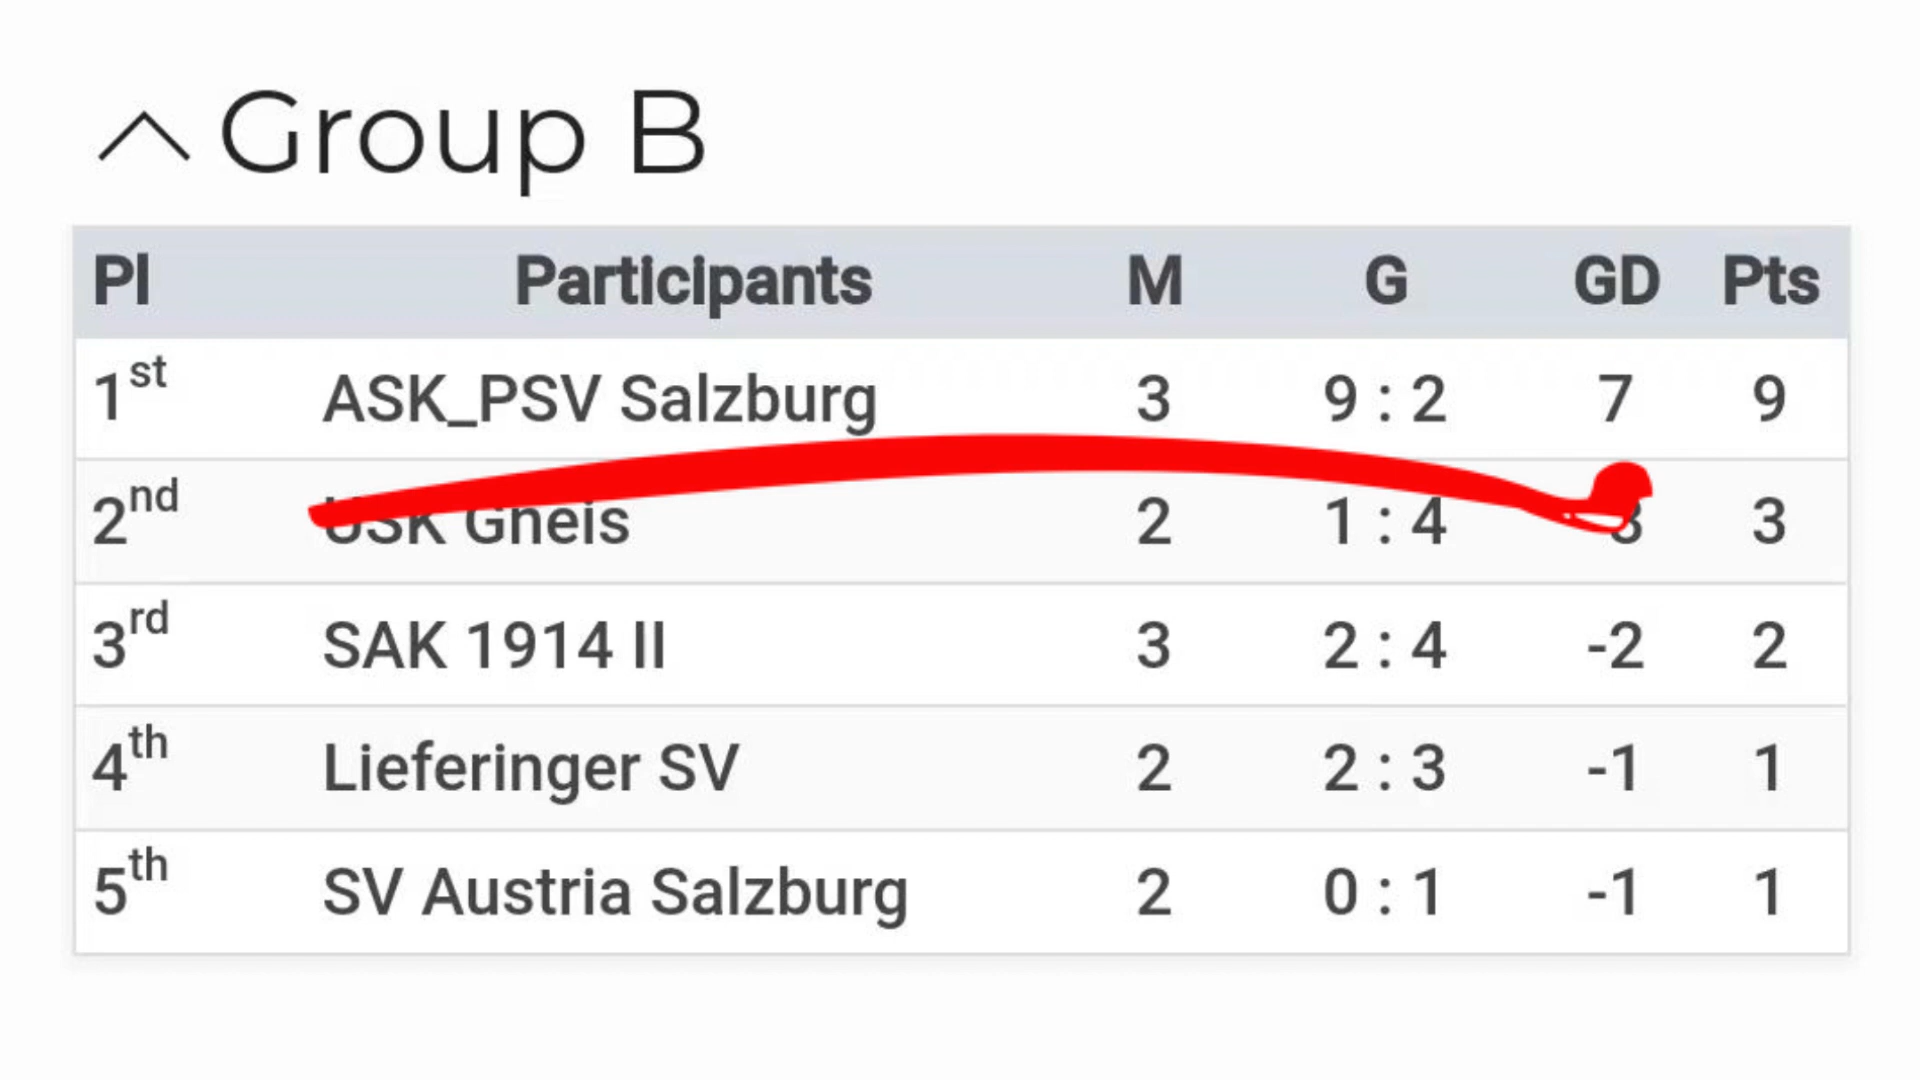 Group B
Pl Participants M G GD Pts
1st ASK_PSV Salzburg 3 9 : 2 7 9
2nd USK Gneis 2 1 : 4 3
3rd SAK 1914 II 3 2 : 4 -2 2
4th Lieferinger SV 2 2 : 3 -1 1
5th SV Austria Salzburg 2 0 : 1 -1 1